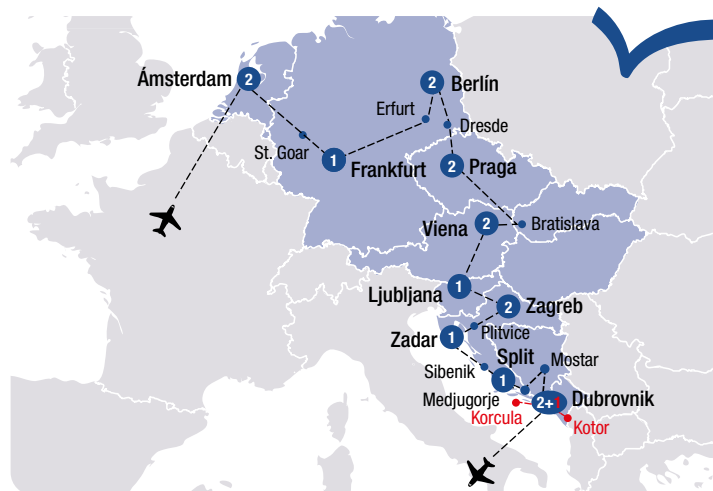 Ámsterdam
2
2
Berlín
Erfurt
Dresde
St. Goar
1
Frankfurt
2
Praga
Viena
2
Bratislava
Ljubljana
1
2
Zagreb
Plitvice
Zadar
1
Split
Mostar
Sibenik
1
Medjugorje
2+1
Dubrovnik
Korcula
Kotor